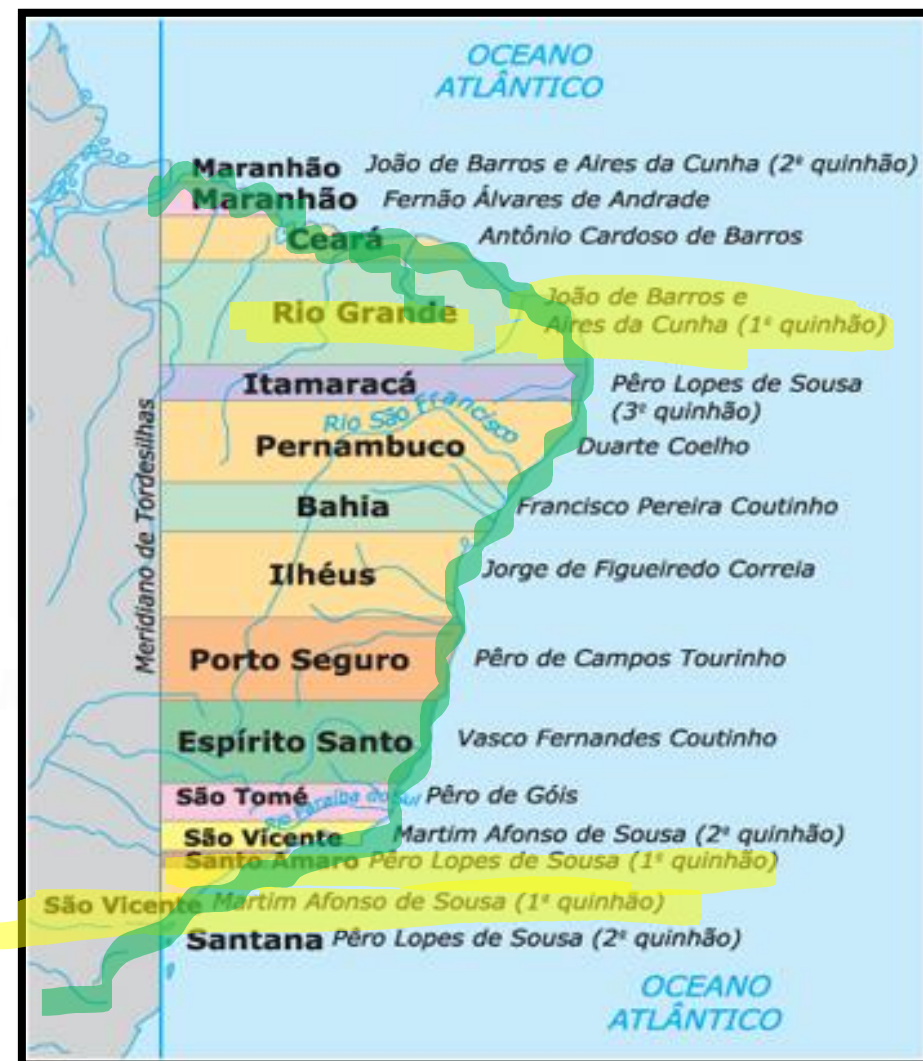 OCEANO
ATLÂNTICO
Maranhão João de Barros e Aires da Cunha (2º quinhão)
Maranhão Fernão Álvares de Andrade
Ceará Antônio Cardoso de Barros
Rio Grande João de Barros e
Aires da Cunha (1º quinhão)
Itamaracá Pêro Lopes de Sousa
(3º quinhão)
Rio São Francisco
Pernambuco Duarte Coelho
Meridiano de Tordesilhas
Bahia Francisco Pereira Coutinho
Ilhéus Jorge de Figueiredo Correia
Porto Seguro Pêro de Campos Tourinho
Espírito Santo Vasco Fernandes Coutinho
São Tomé Pêro de Góis
Rio Paraíba do Sul
São Vicente Martim Afonso de Sousa (2º quinhão)
Santo Amaro Pêro Lopes de Sousa (1º quinhão)
São Vicente Martim Afonso de Sousa (1º quinhão)
Santana Pêro Lopes de Sousa (2º quinhão)
OCEANO
ATLÂNTICO